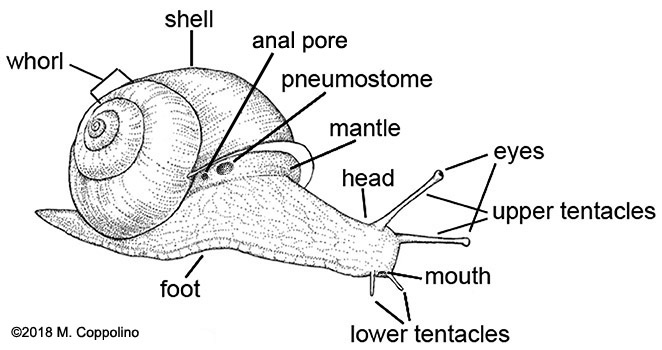 shell
anal pore
whorl
pneumostome
mantle
eyes
head
upper tentacles
mouth
foot
lower tentacles
©2018 M. Coppolino